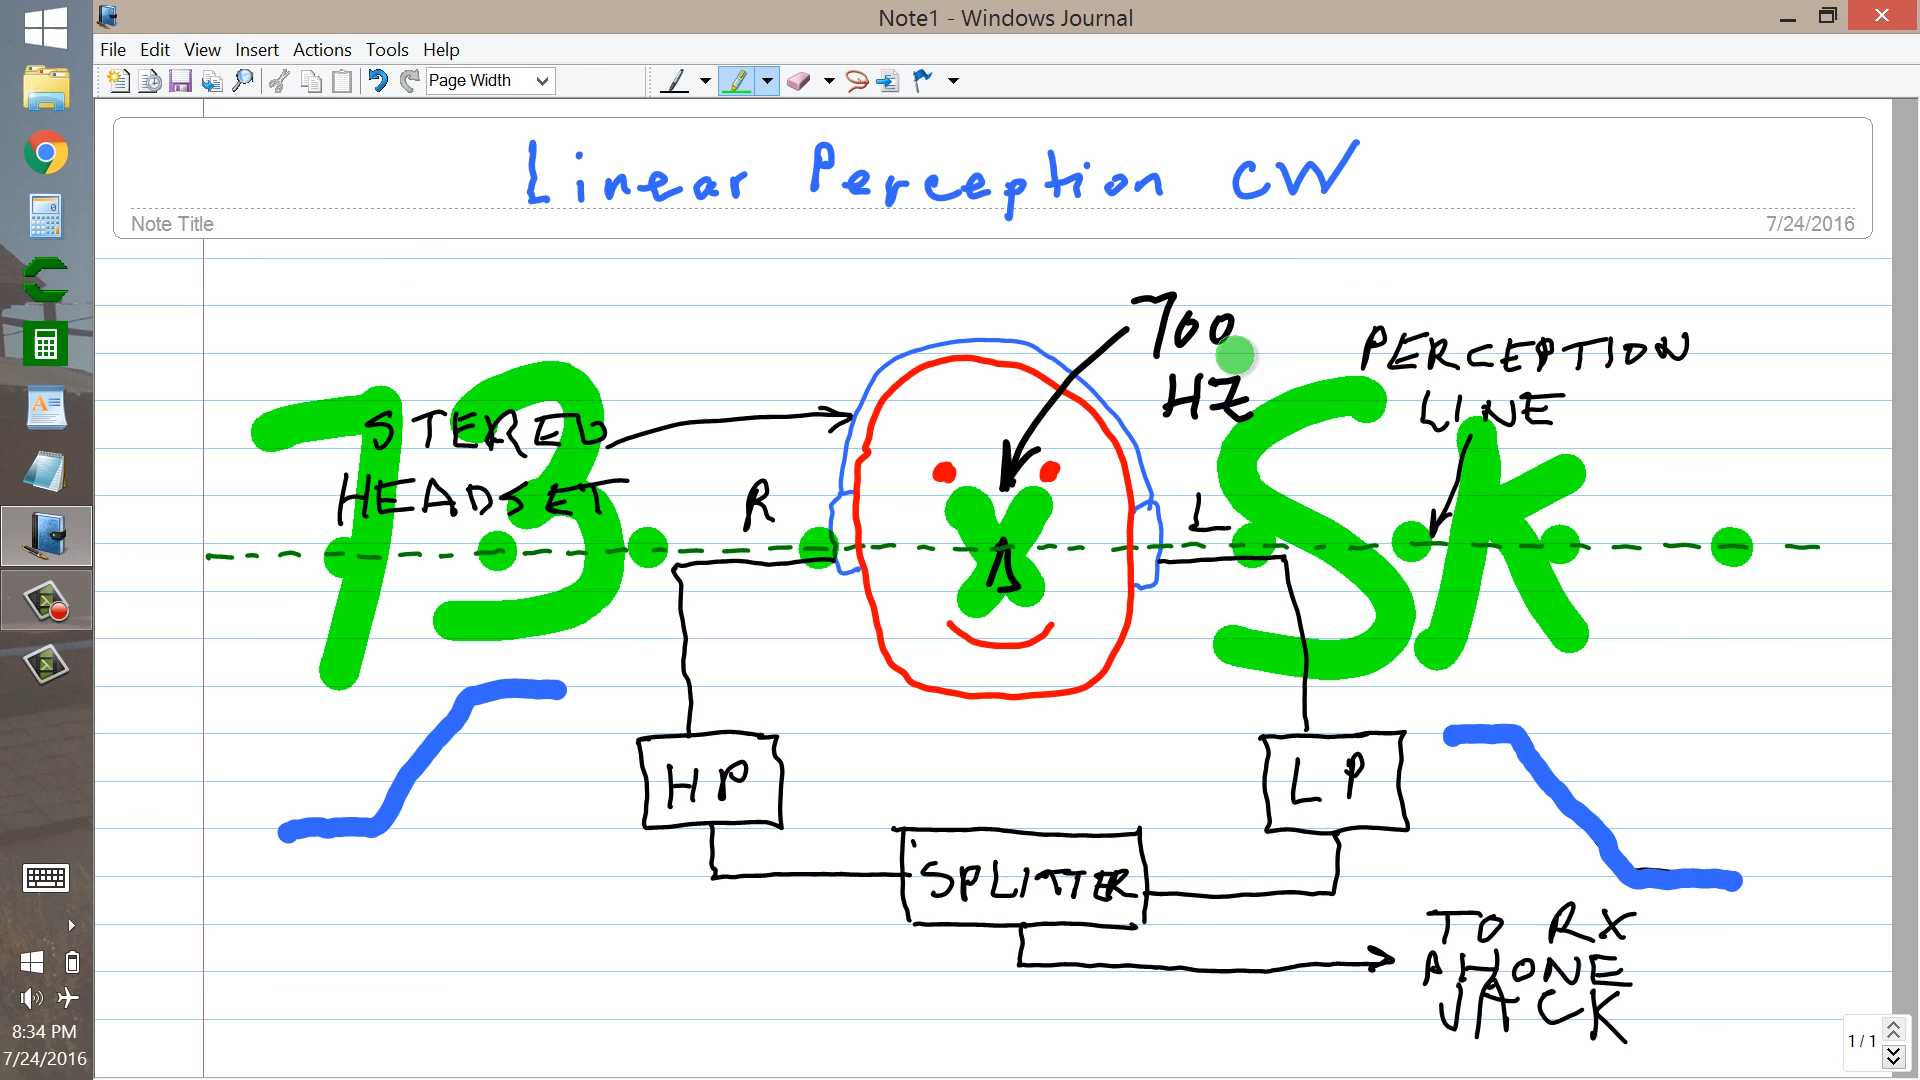 Note1 - Windows Journal
File Edit View Insert Actions Tools Help
Page Width
Linear Perception CW
Note Title
7/24/2016
700
HZ
PERCEPTION
LINE
STEREO
HEADSET
R
L
73
X
SK
HP
LP
SPLITTER
TO RX
PHONE
JACK
8:34 PM
7/24/2016
1 / 1